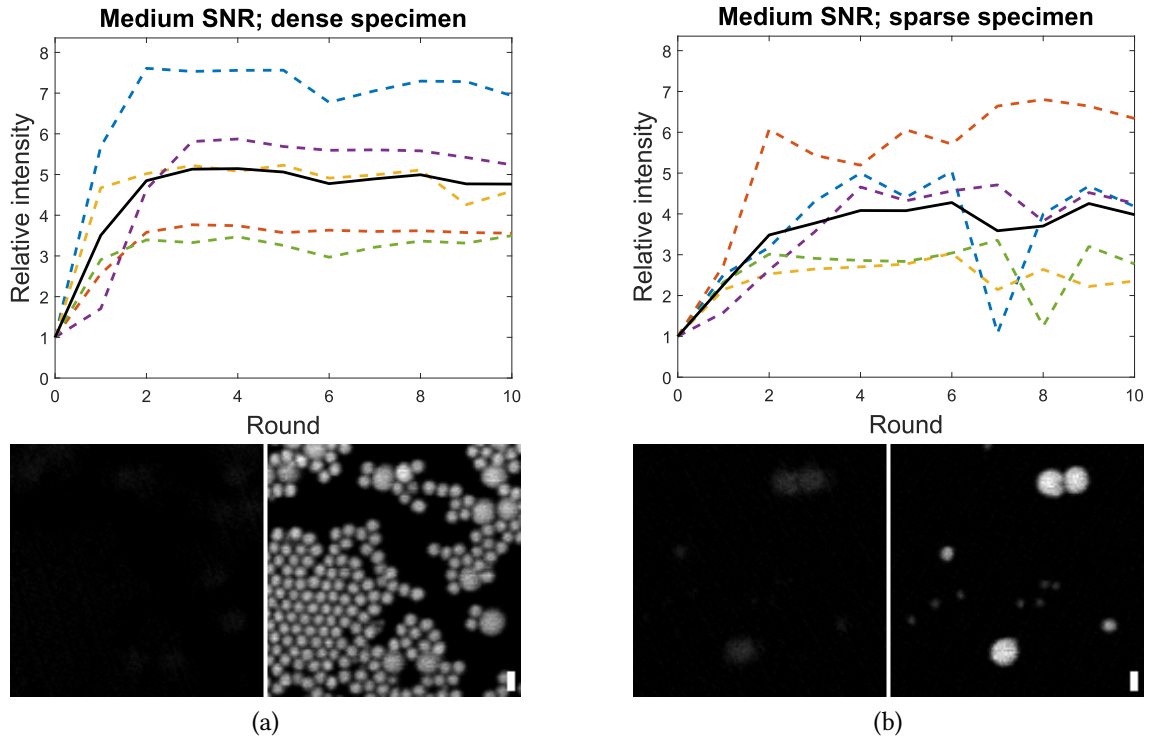 Medium SNR; dense specimen
8
7
6
5
4
3
2
1
0
Relative intensity
0 2 4 6 8 10
Round
(a)
Medium SNR; sparse specimen
8
7
6
5
4
3
2
1
0
Relative intensity
0 2 4 6 8 10
Round
(b)